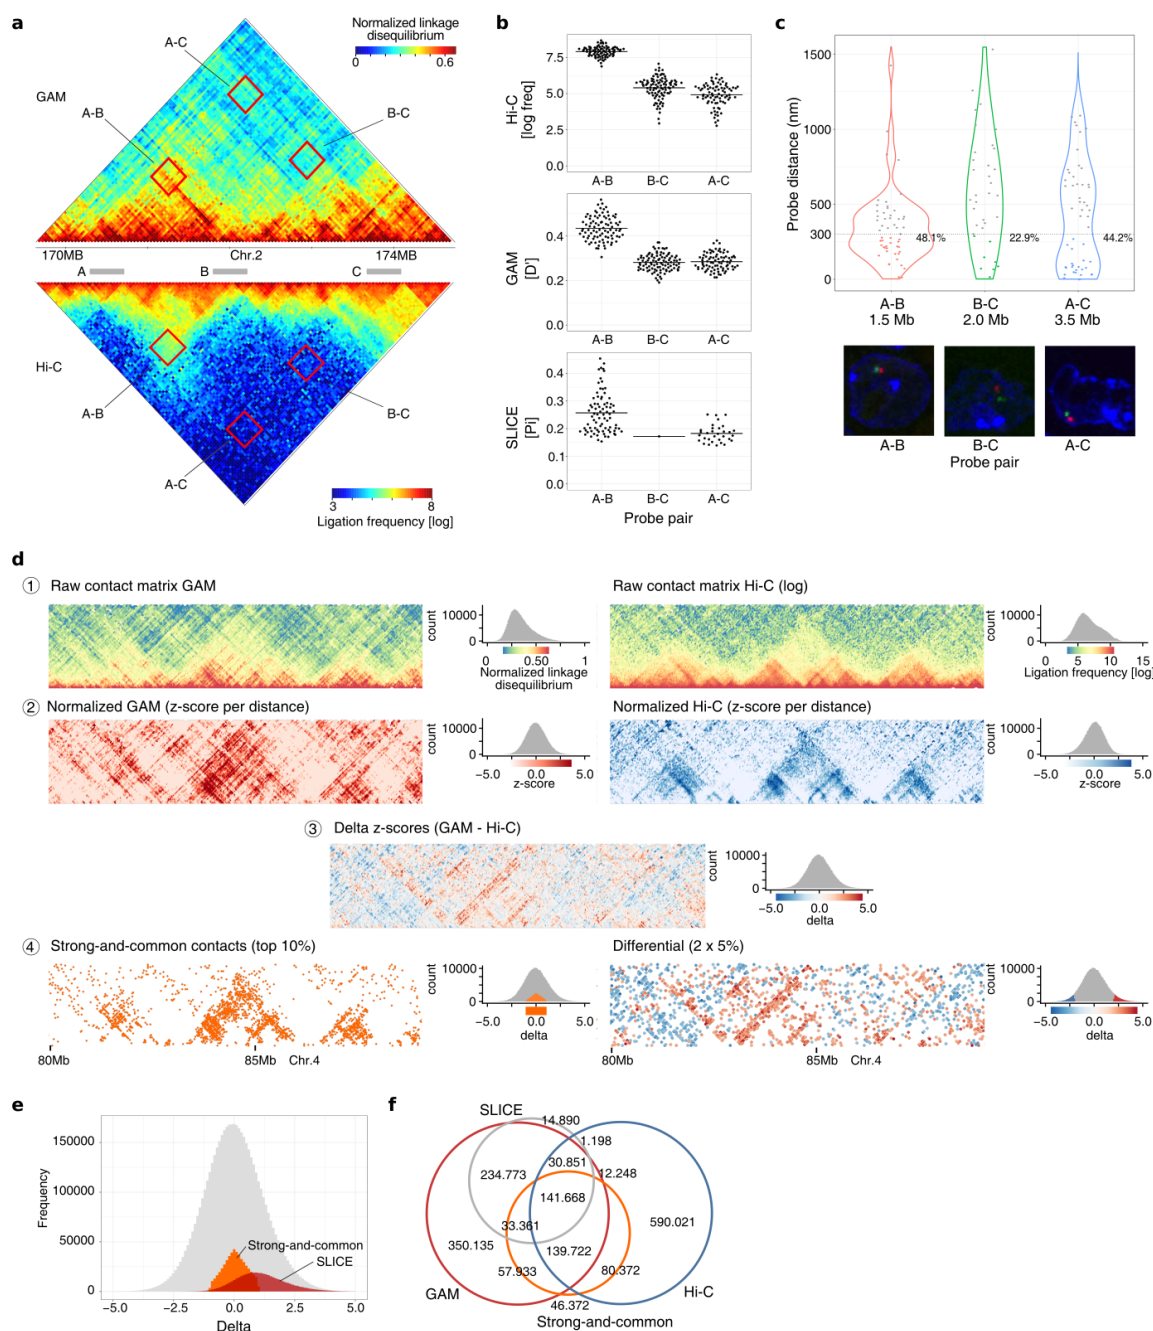 a
Normalized linkage
disequilibrium
0 0.6
A-C
GAM
A-B
B-C
170MB Chr.2 174MB
A B C
Hi-C
A-B
B-C
A-C
3 8
Ligation frequency [log]
b
Hi-C
[log freq]
7.5
5.0
2.5
0.0
A-B B-C A-C
GAM
[D']
0.4
0.2
0.0
A-B B-C A-C
SLICE
[Pi]
0.4
0.3
0.2
0.1
0.0
A-B B-C A-C
Probe pair
c
Probe distance (nm)
1500
1000
500
300
0
48.1% 22.9% 44.2%
A-B B-C A-C
1.5 Mb 2.0 Mb 3.5 Mb
A-B B-C A-C
Probe pair
d
1 Raw contact matrix GAM
count
10000
0
0 0.50 1
Normalized linkage
disequilibrium
Raw contact matrix Hi-C (log)
count
10000
0
0 5 10 15
Ligation frequency [log]
2 Normalized GAM (z-score per distance)
count
10000
0
−5.0 0.0 5.0
z-score
Normalized Hi-C (z-score per distance)
count
10000
0
−5.0 0.0 5.0
z-score
3 Delta z-scores (GAM - Hi-C)
count
10000
0
−5.0 0.0 5.0
delta
4 Strong-and-common contacts (top 10%)
count
10000
0
−5.0 0.0 5.0
delta
80Mb 85Mb Chr.4
Differential (2 x 5%)
count
10000
0
−5.0 0.0 5.0
delta
80Mb 85Mb Chr.4
e
Frequency
150000
100000
50000
0
Strong-and-common
SLICE
−5.0 −2.5 0.0 2.5 5.0
Delta
f
SLICE
14.890
1.198
30.851
12.248
234.773
141.668
33.361
590.021
350.135
139.722
57.933
80.372
46.372
GAM
Hi-C
Strong-and-common